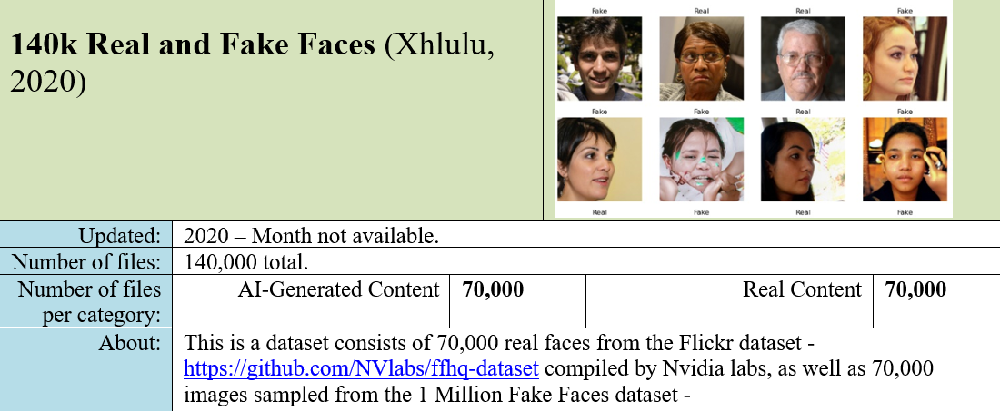 140k Real and Fake Faces (Xhlulu,
2020)
Fake Real Real Fake
Fake Fake Real Fake
Real Fake Real Fake
Updated: 2020 – Month not available.
Number of files: 140,000 total.
Number of files
per category:
AI-Generated Content 70,000 Real Content 70,000
About: This is a dataset consists of 70,000 real faces from the Flickr dataset -
https://github.com/NVlabs/ffhq-dataset compiled by Nvidia labs, as well as 70,000
images sampled from the 1 Million Fake Faces dataset -